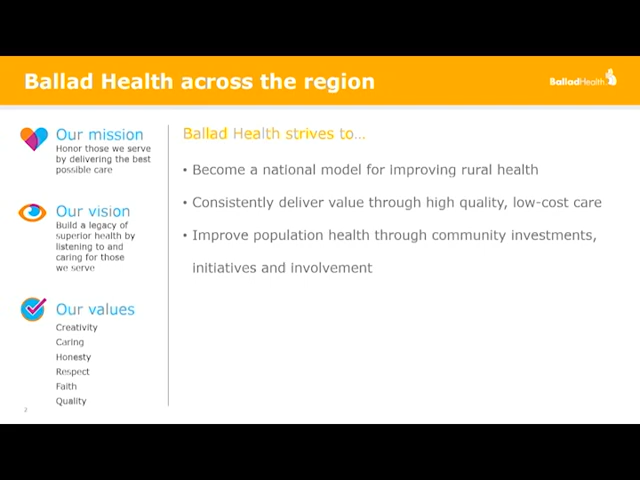 Ballad Health across the region
BalladHealth
Our mission
Honor those we serve
by delivering the best
possible care
Our vision
Build a legacy of
superior health by
listening to and
caring for those
we serve
Our values
Creativity
Caring
Honesty
Respect
Faith
Quality
2
Ballad Health strives to...
• Become a national model for improving rural health
• Consistently deliver value through high quality, low-cost care
• Improve population health through community investments,
initiatives and involvement